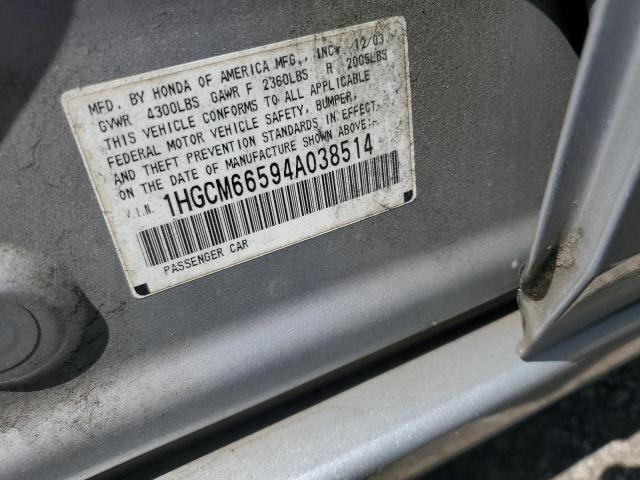 MFD. BY HONDA OF AMERICA MFG., INC. 12/03
GVWR 4300LBS GAWR F 2360LBS R 2005LBS
THIS VEHICLE CONFORMS TO ALL APPLICABLE
FEDERAL MOTOR VEHICLE SAFETY, BUMPER,
AND THEFT PREVENTION STANDARDS IN EFFECT
ON THE DATE OF MANUFACTURE SHOWN ABOVE.
V.I.N. 1HGCM66594A038514
PASSENGER CAR